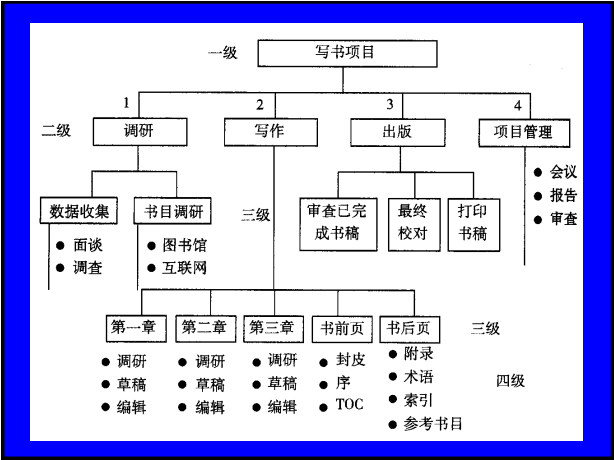 一级 写书项目
1 2 3 4
二级 调研 写作 出版 项目管理
● 会议
● 报告
● 审查
数据收集 书目调研 三级
● 面谈 ● 图书馆
● 调查 ● 互联网
审查已完 最终 打印
成书稿 校对 书稿
第一章 第二章 第三章 书前页 书后页 三级
● 调研 ● 调研 ● 调研 ● 封皮 ● 附录
● 草稿 ● 草稿 ● 草稿 ● 序 ● 术语 四级
● 编辑 ● 编辑 ● 编辑 ● TOC ● 索引
● 参考书目